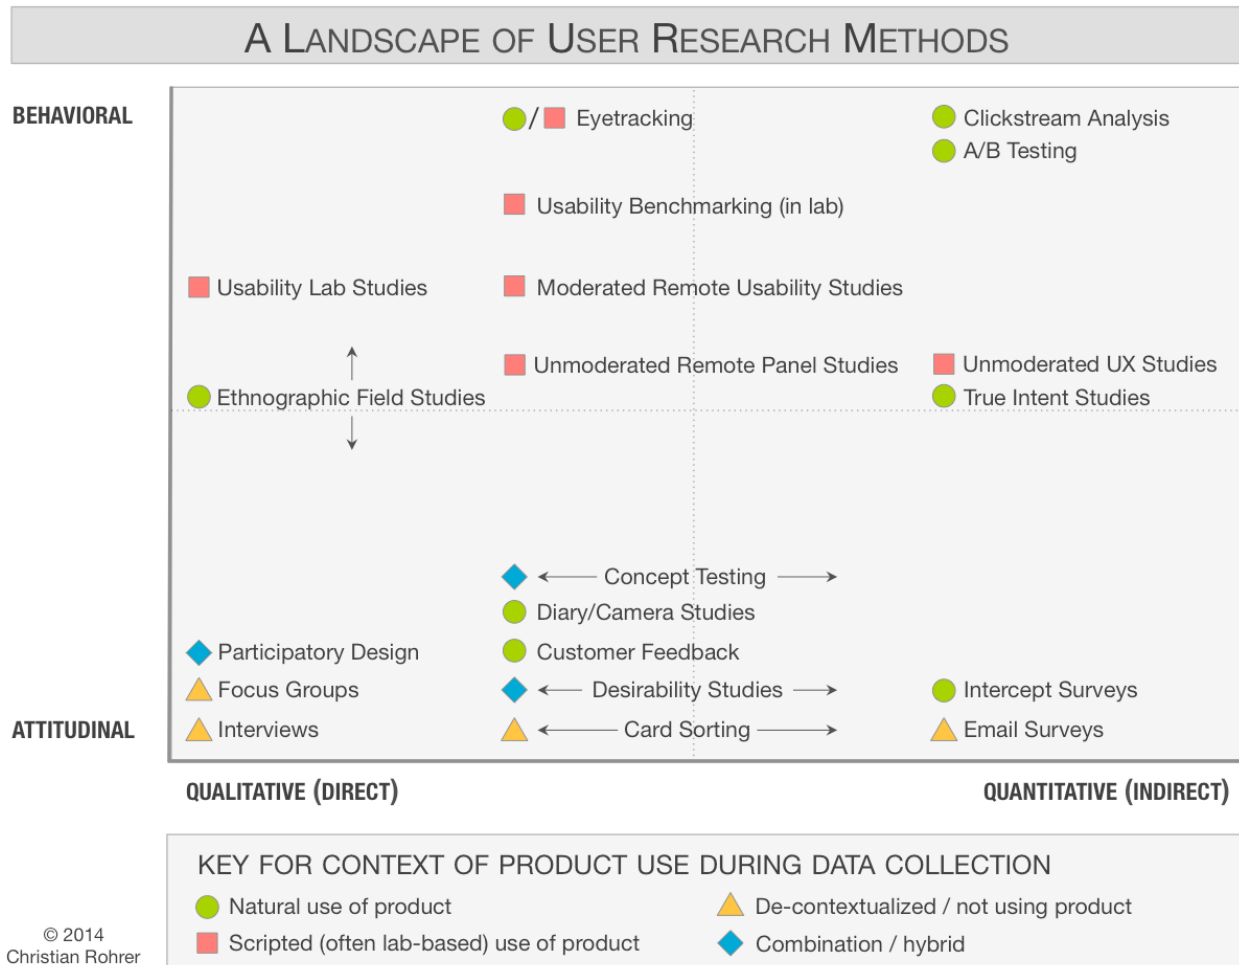 A LANDSCAPE OF USER RESEARCH METHODS
BEHAVIORAL
/ Eyetracking
Clickstream Analysis
A/B Testing
Usability Benchmarking (in lab)
Usability Lab Studies
Moderated Remote Usability Studies
Unmoderated Remote Panel Studies
Unmoderated UX Studies
Ethnographic Field Studies
True Intent Studies
Concept Testing
Diary/Camera Studies
Participatory Design
Customer Feedback
Focus Groups
Desirability Studies
Intercept Surveys
ATTITUDINAL
Interviews
Card Sorting
Email Surveys
QUALITATIVE (DIRECT)
QUANTITATIVE (INDIRECT)
KEY FOR CONTEXT OF PRODUCT USE DURING DATA COLLECTION
Natural use of product
De-contextualized / not using product
Scripted (often lab-based) use of product
Combination / hybrid
© 2014
Christian Rohrer